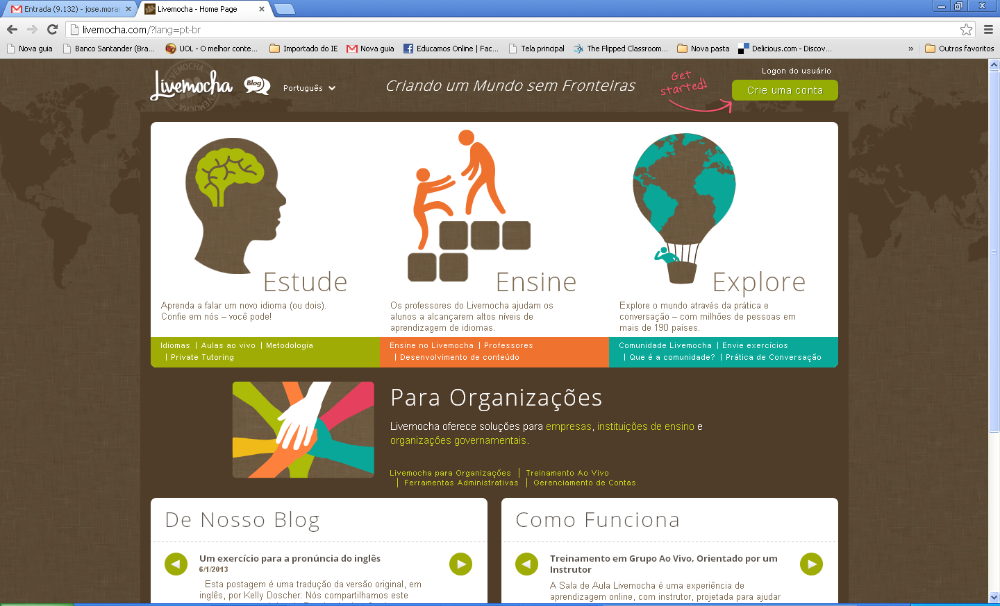 Entrada (9.132) - jose.moran
Livemocha - Home Page
livemocha.com/?lang=pt-br
Nova guia
Banco Santander (Bra...
UOL - O melhor conte...
Importado do IE
Nova guia
Educamos Online | Fac...
Tela principal
The Flipped Classroom...
Nova pasta
Delicious.com - Discov...
»
Outros favoritos
Livemocha
Blog
Português
Criando um Mundo sem Fronteiras
Get
started!
Logon do usuário
Crie uma conta
Estude
Aprenda a falar um novo idioma (ou dois).
Confie em nós – você pode!
Idiomas | Aulas ao vivo | Metodologia
| Private Tutoring
Ensine
Os professores do Livemocha ajudam os
alunos a alcançarem altos níveis de
aprendizagem de idiomas.
Ensine no Livemocha | Professores
| Desenvolvimento de conteúdo
Explore
Explore o mundo através da prática e
conversação – com milhões de pessoas em
mais de 190 países.
Comunidade Livemocha | Envie exercícios
| Que é a comunidade? | Prática de Conversação
Para Organizações
Livemocha oferece soluções para empresas, instituições de ensino e
organizações governamentais.
Livemocha para Organizações | Treinamento Ao Vivo
| Ferramentas Administrativas | Gerenciamento de Contas
De Nosso Blog
Um exercício para a pronúncia do inglês
6/1/2013
Esta postagem é uma tradução da versão original, em
inglês, por Kelly Doscher: Nós compartilhamos este
Como Funciona
Treinamento em Grupo Ao Vivo, Orientado por um
Instrutor
A Sala de Aula Livemocha é uma experiência de
aprendizagem online, com instrutor, projetada para ajudar